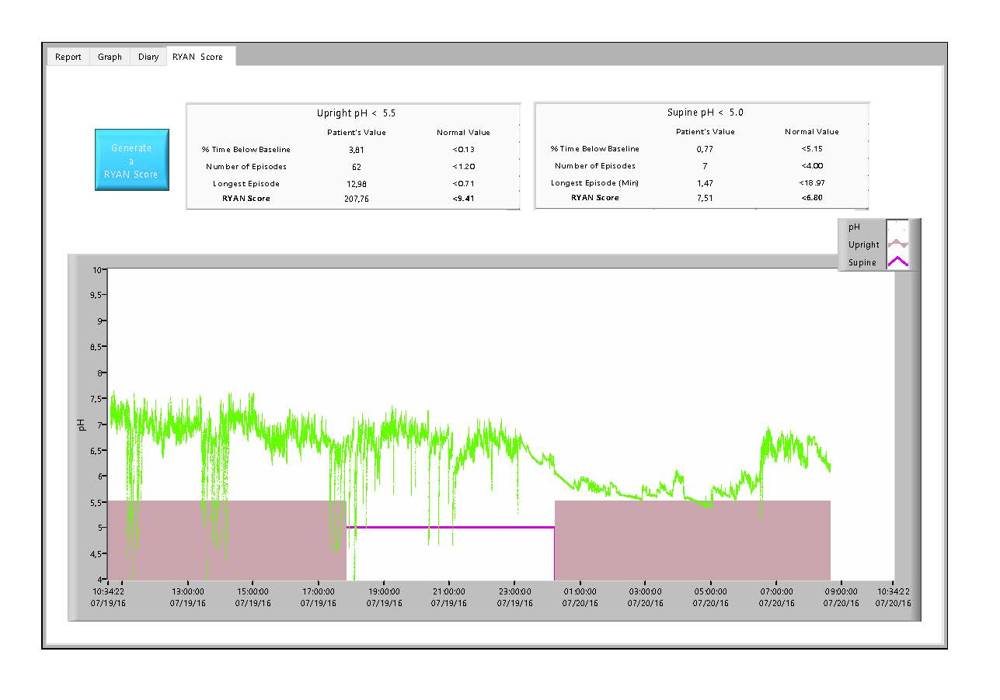 Report Graph Diary RYAN Score
Generate
a
RYAN Score
Upright pH < 5.5
Patient's Value Normal Value
% Time Below Baseline 3,81 <0.13
Number of Episodes 62 <1.20
Longest Episode 12,98 <0.71
RYAN Score 207,76 <9.41
Supine pH < 5.0
Patient's Value Normal Value
% Time Below Baseline 0,77 <5.15
Number of Episodes 7 <4.00
Longest Episode (Min) 1,47 <18.97
RYAN Score 7,51 <6.80
pH
Upright
Supine
10
9,5
9
8,5
8
7,5
7
6,5
6
5,5
5
4,5
4
pH
10:34:22 13:00:00 15:00:00 17:00:00 19:00:00 21:00:00 23:00:00 01:00:00 03:00:00 05:00:00 07:00:00 09:00:00 10:34:22
07/19/16 07/19/16 07/19/16 07/19/16 07/19/16 07/19/16 07/19/16 07/20/16 07/20/16 07/20/16 07/20/16 07/20/16 07/20/16